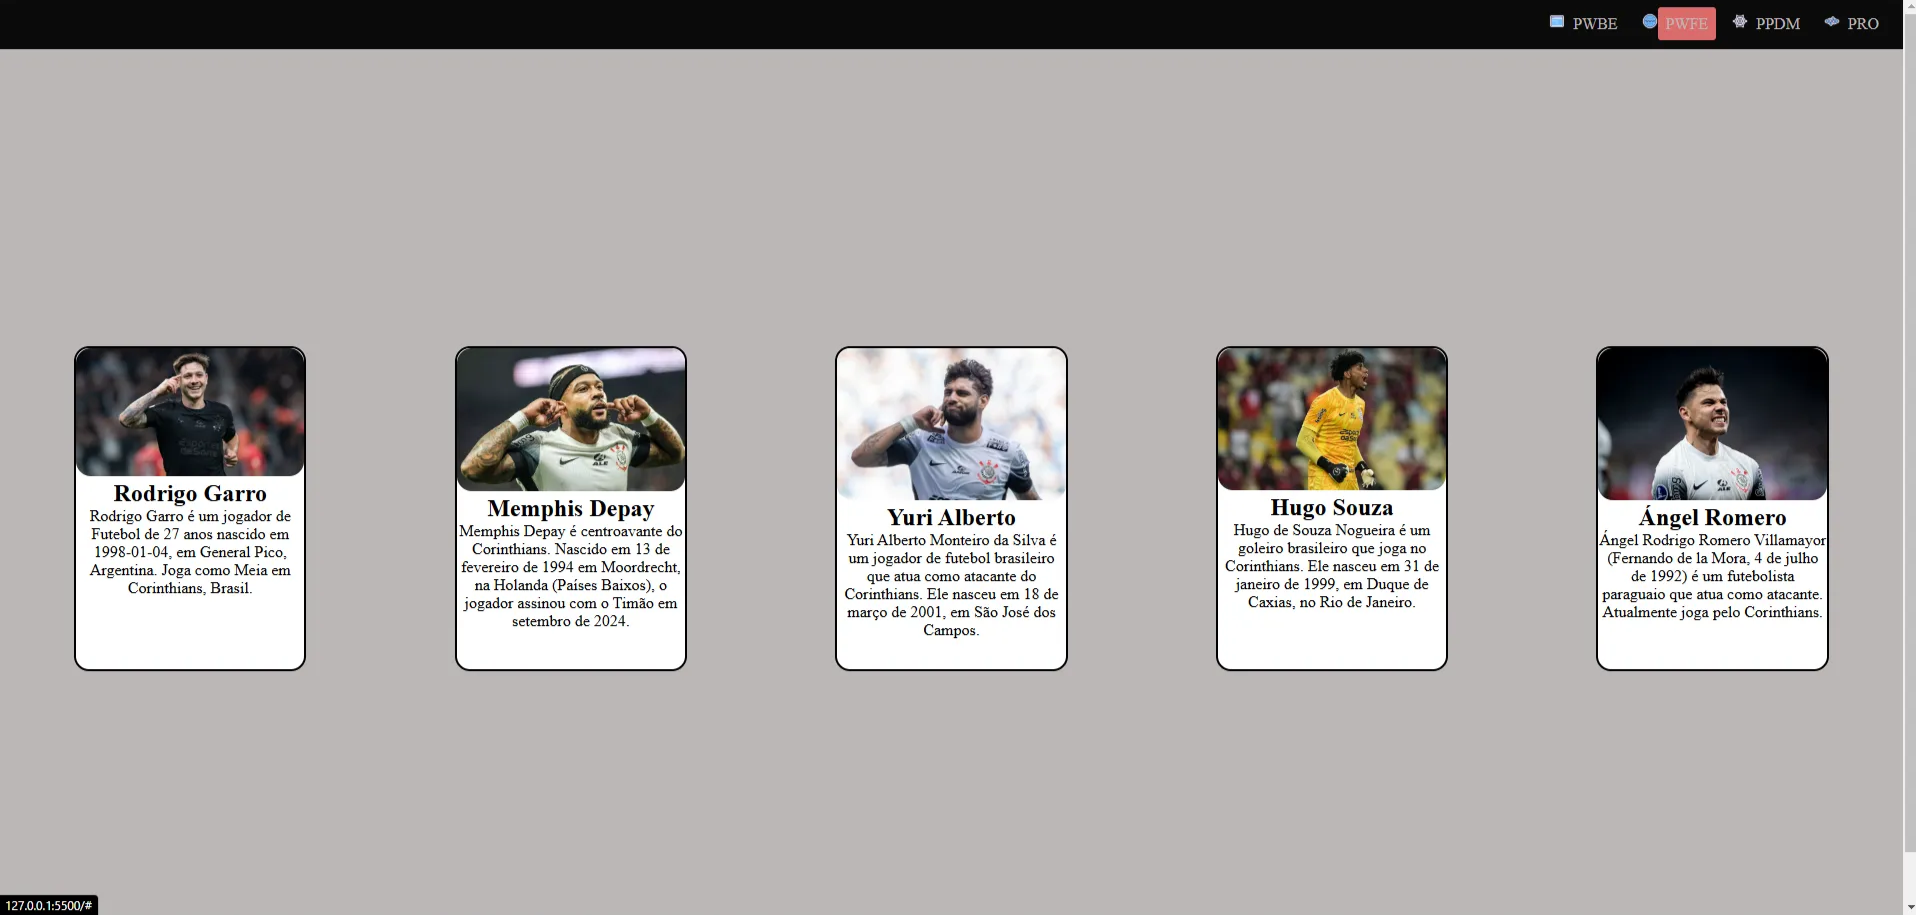 PWBE PWFE PPDM PRO
Rodrigo Garro
Rodrigo Garro é um jogador de
Futebol de 27 anos nascido em
1998-01-04, em General Pico,
Argentina. Joga como Meia em
Corinthians, Brasil.
Memphis Depay
Memphis Depay é centroavante do
Corinthians. Nascido em 13 de
fevereiro de 1994 em Moordrecht,
na Holanda (Países Baixos), o
jogador assinou com o Timão em
setembro de 2024.
Yuri Alberto
Yuri Alberto Monteiro da Silva é
um jogador de futebol brasileiro
que atua como atacante do
Corinthians. Ele nasceu em 18 de
março de 2001, em São José dos
Campos.
Hugo Souza
Hugo de Souza Nogueira é um
goleiro brasileiro que joga no
Corinthians. Ele nasceu em 31 de
janeiro de 1999, em Duque de
Caxias, no Rio de Janeiro.
Ángel Romero
Ángel Rodrigo Romero Villamayor
(Fernando de la Mora, 4 de julho
de 1992) é um futebolista
paraguaio que atua como atacante.
Atualmente joga pelo Corinthians.
127.0.0.1:5500/#